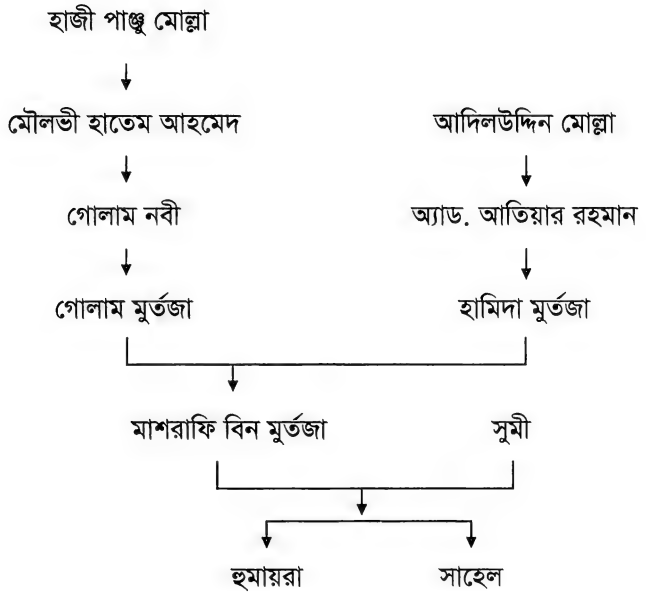 হাজী পাঞ্জু মোল্লা
মৌলভী হাতেম আহমেদ
আদিলউদ্দিন মোল্লা
গোলাম নবী
অ্যাড. আতিয়ার রহমান
গোলাম মুর্তজা
হামিদা মুর্তজা
মাশরাফি বিন মুর্তজা
সুমী
হুমায়রা
সাহেল